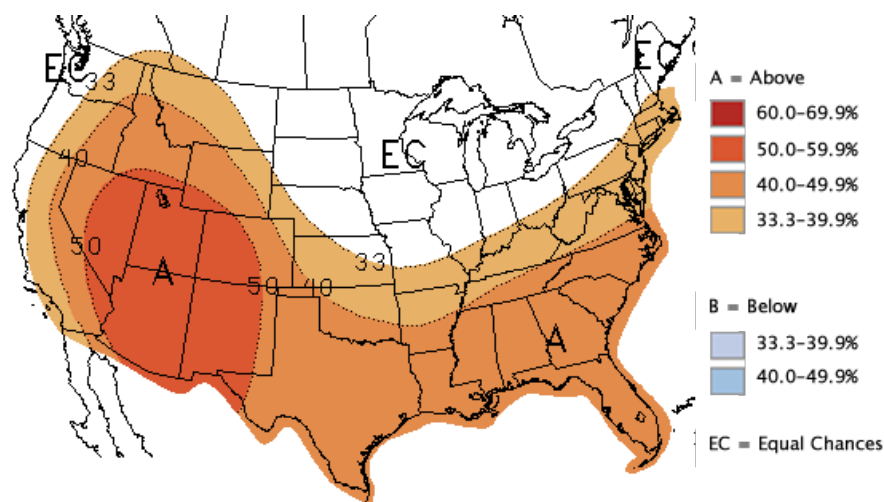 EC
33
EC
40
EC
50
A
33
50
40
A
A = Above
60.0-69.9%
50.0-59.9%
40.0-49.9%
33.3-39.9%
B = Below
33.3-39.9%
40.0-49.9%
EC = Equal Chances